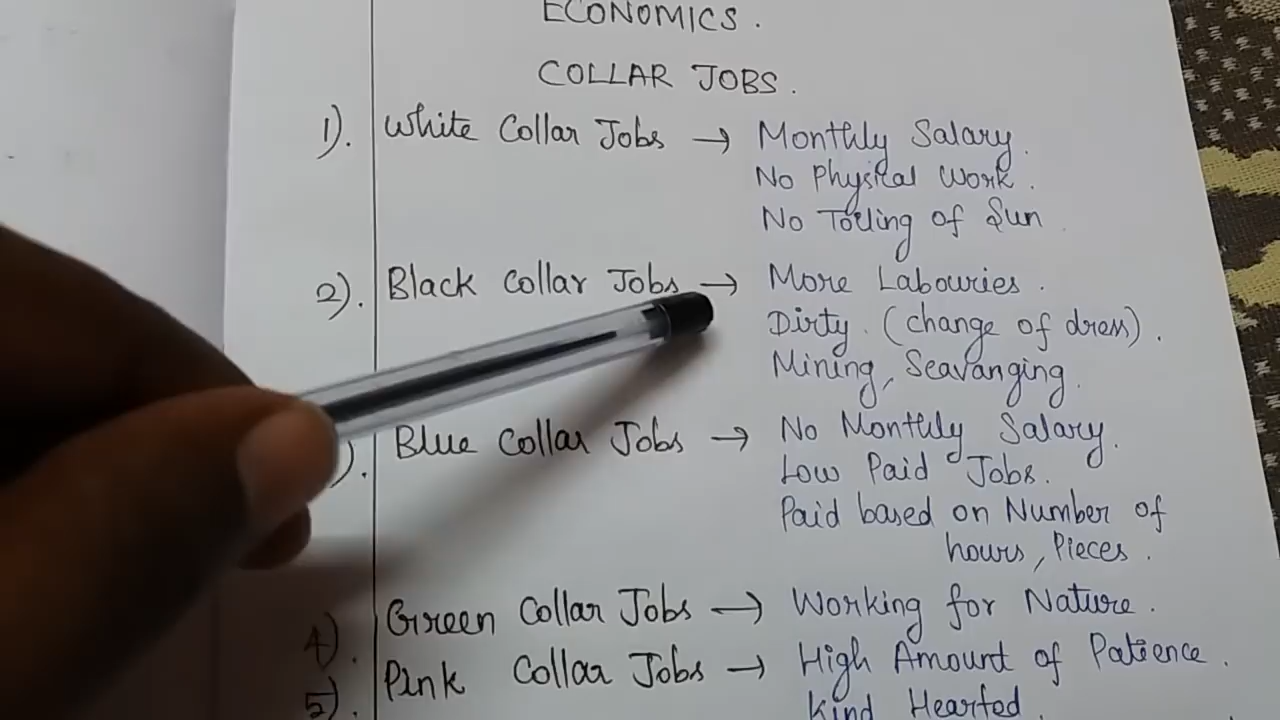 ECONOMICS.
COLLAR JOBS.
1). White Collar Jobs → Monthly Salary.
No Physical Work.
No Toiling of Sun
2). Black Collar Jobs → More Labouries.
Dirty. (change of dress).
Mining, Scavanging.
). Blue Collar Jobs → No Monthly Salary.
Low Paid Jobs.
Paid based on Number of
hours, Pieces.
4). Green Collar Jobs → Working for Nature.
5). Pink Collar Jobs → High Amount of Patience.
Kind Hearted.